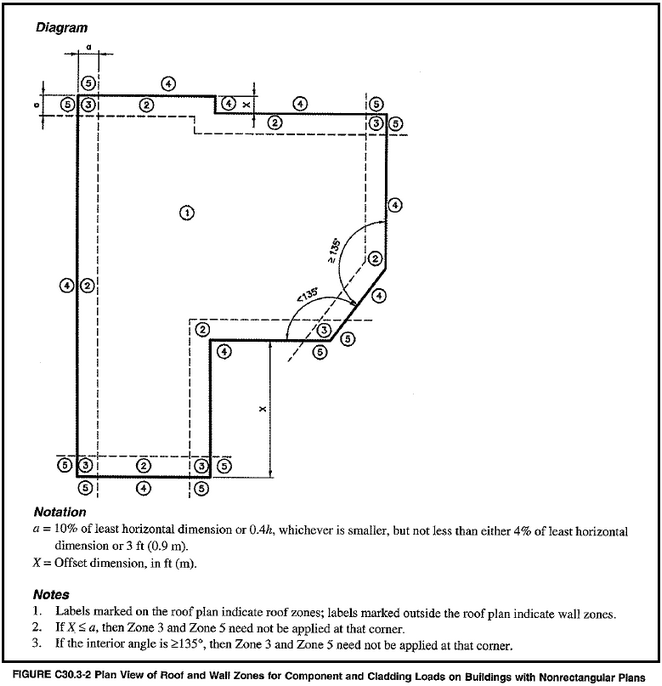 Diagram
a
5 4
a 5 3 2 4 X 4 5
2 3 5
1
4
≥ 135°
2
4 2 <135° 4
2 3
4 5 5
X
5 3 2 3 5
5 4 5
Notation
a = 10% of least horizontal dimension or 0.4h, whichever is smaller, but not less than either 4% of least horizontal
dimension or 3 ft (0.9 m).
X = Offset dimension, in ft (m).
Notes
1. Labels marked on the roof plan indicate roof zones; labels marked outside the roof plan indicate wall zones.
2. If X ≤ a, then Zone 3 and Zone 5 need not be applied at that corner.
3. If the interior angle is ≥135°, then Zone 3 and Zone 5 need not be applied at that corner.
FIGURE C30.3-2 Plan View of Roof and Wall Zones for Component and Cladding Loads on Buildings with Nonrectangular Plans